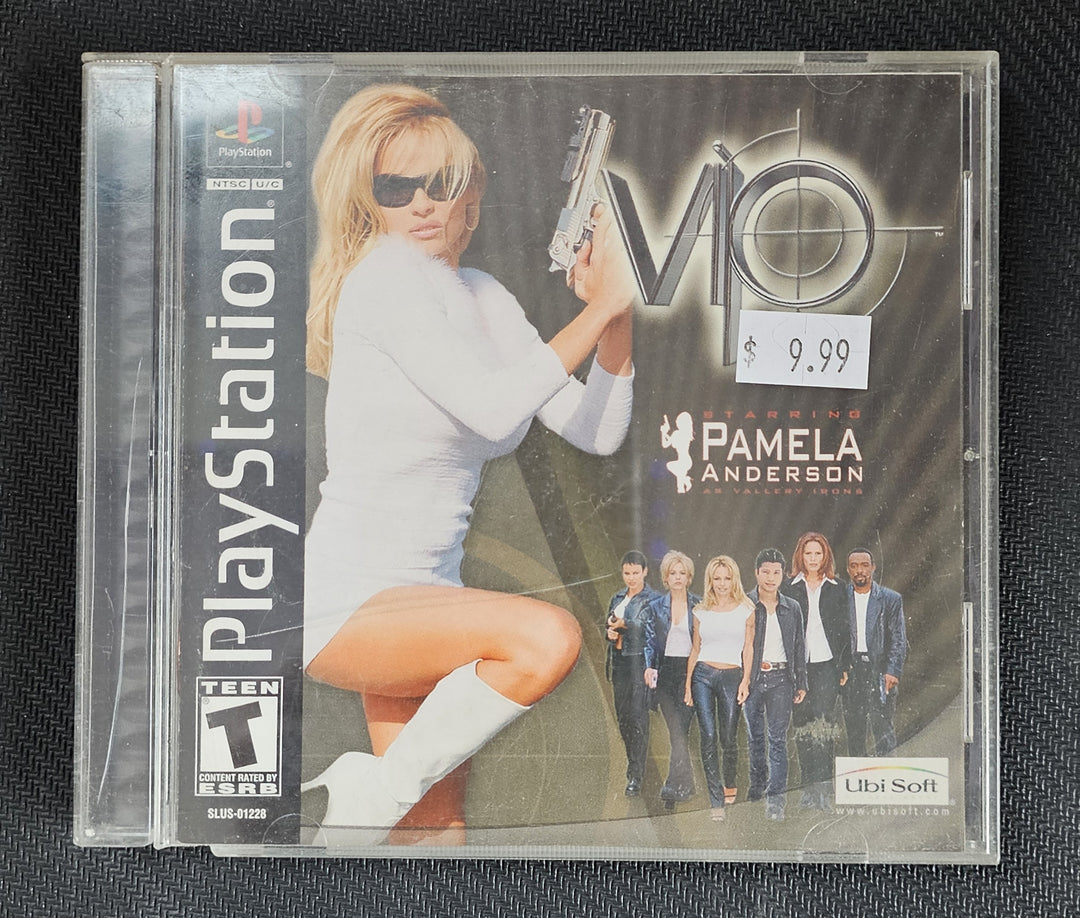 PlayStation
NTSC U/C
PlayStation
TEEN
T
CONTENT RATED BY
ESRB
SLUS-01228
VIP
$ 9.99
STARRING
PAMELA
ANDERSON
AS VALLERY IRONS
Ubi Soft
www.ubisoft.com